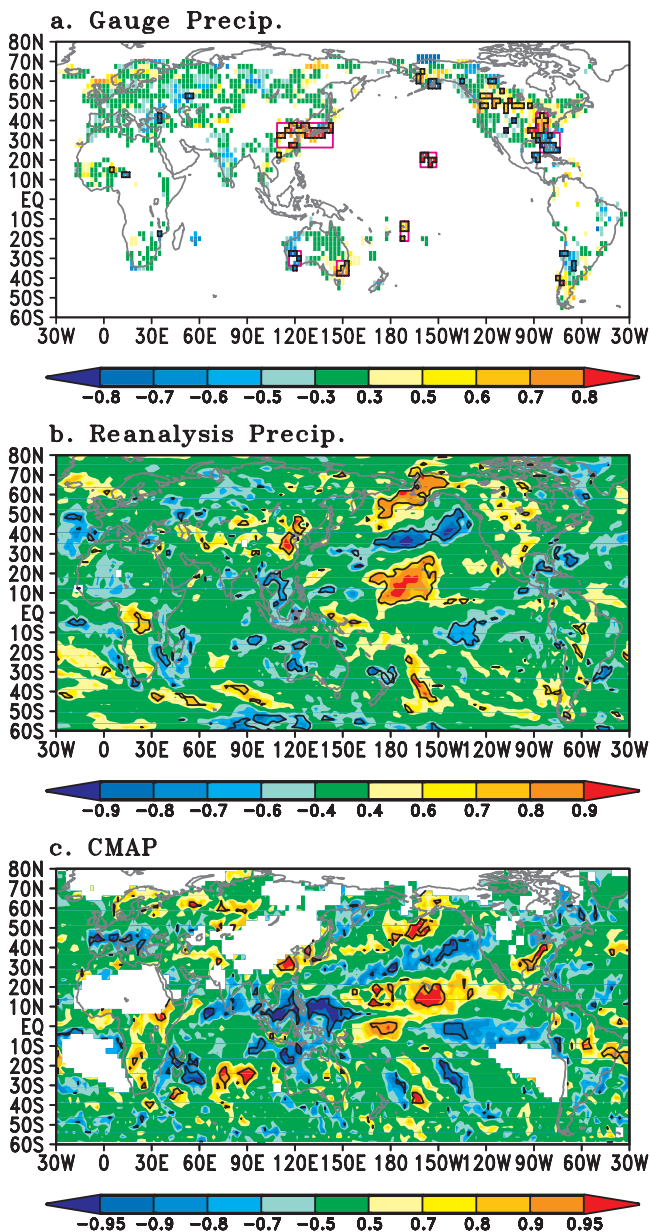 a. Gauge Precip.
80N
70N
60N
50N
40N
30N
20N
10N
EQ
10S
20S
30S
40S
50S
60S
30W 0 30E 60E 90E 120E 150E 180 150W 120W 90W 60W 30W
-0.8 -0.7 -0.6 -0.5 -0.3 0.3 0.5 0.6 0.7 0.8
b. Reanalysis Precip.
80N
70N
60N
50N
40N
30N
20N
10N
EQ
10S
20S
30S
40S
50S
60S
30W 0 30E 60E 90E 120E 150E 180 150W 120W 90W 60W 30W
-0.9 -0.8 -0.7 -0.6 -0.4 0.4 0.6 0.7 0.8 0.9
c. CMAP
80N
70N
60N
50N
40N
30N
20N
10N
EQ
10S
20S
30S
40S
50S
60S
30W 0 30E 60E 90E 120E 150E 180 150W 120W 90W 60W 30W
-0.95 -0.9 -0.8 -0.7 -0.5 0.5 0.7 0.8 0.9 0.95